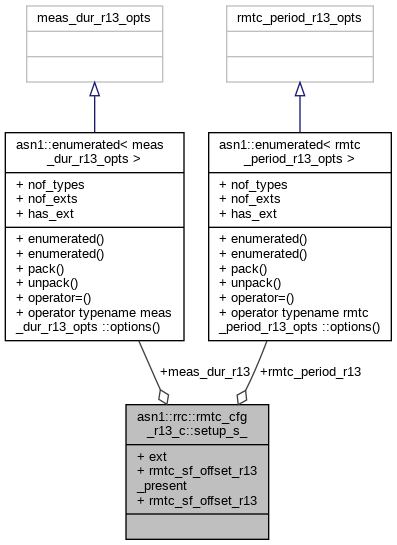 meas_dur_r13_opts
rmtc_period_r13_opts
asn1::enumerated< meas
_dur_r13_opts >
+ nof_types
+ nof_exts
+ has_ext
+ enumerated()
+ enumerated()
+ pack()
+ unpack()
+ operator=()
+ operator typename meas
_dur_r13_opts ::options()
asn1::enumerated< rmtc
_period_r13_opts >
+ nof_types
+ nof_exts
+ has_ext
+ enumerated()
+ enumerated()
+ pack()
+ unpack()
+ operator=()
+ operator typename rmtc
_period_r13_opts ::options()
+meas_dur_r13
+rmtc_period_r13
asn1::rrc::rmtc_cfg
_r13_c::setup_s_
+ ext
+ rmtc_sf_offset_r13
_present
+ rmtc_sf_offset_r13